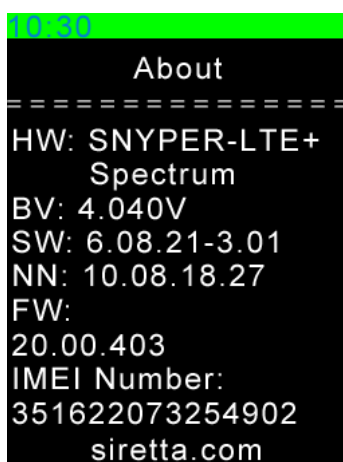 10:30
About
================
HW: SNYPER-LTE+
Spectrum
BV: 4.040V
SW: 6.08.21-3.01
NN: 10.08.18.27
FW:
20.00.403
IMEI Number:
351622073254902
siretta.com